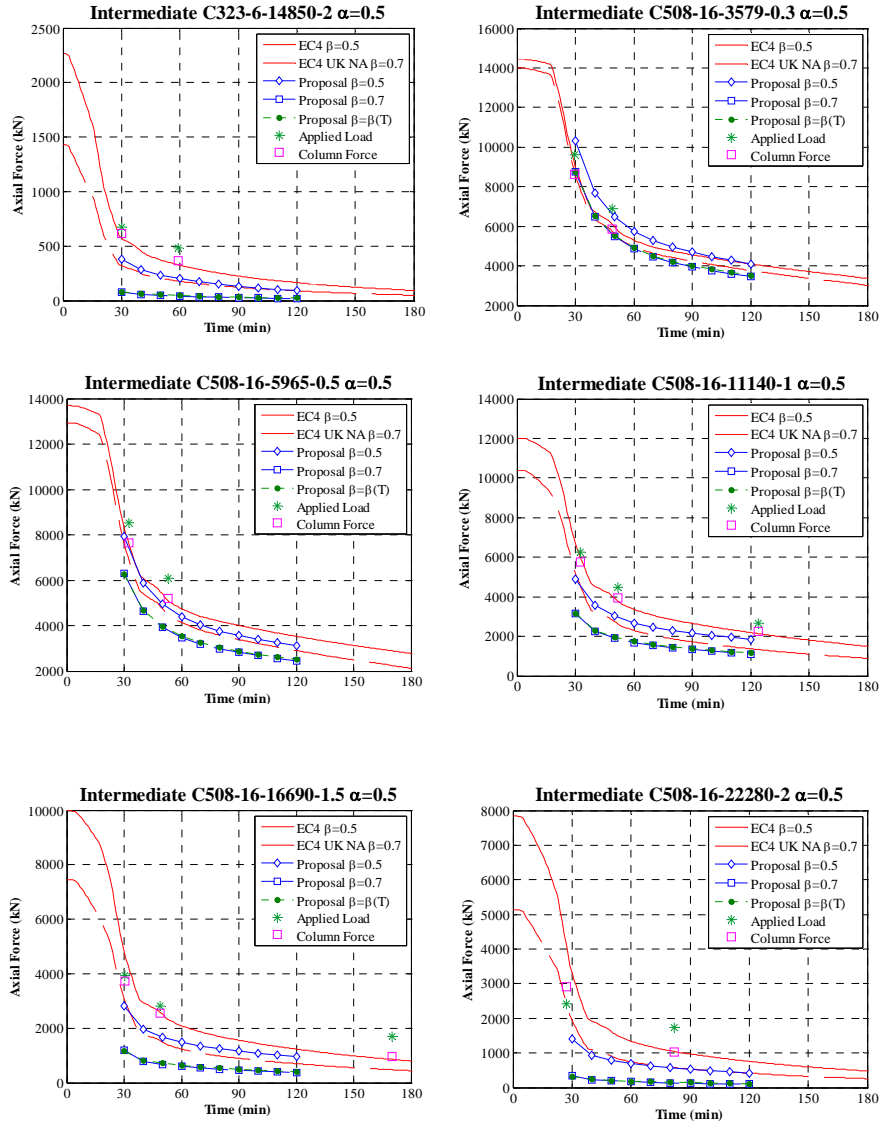 Intermediate C323-6-14850-2 α=0.5
2500
2000
1500
1000
500
0
Axial Force (kN)
EC4 β=0.5
EC4 UK NA β=0.7
Proposal β=0.5
Proposal β=0.7
Proposal β=β(T)
Applied Load
Column Force
0 30 60 90 120 150 180
Time (min)
Intermediate C508-16-3579-0.3 α=0.5
16000
14000
12000
10000
8000
6000
4000
2000
Axial Force (kN)
EC4 β=0.5
EC4 UK NA β=0.7
Proposal β=0.5
Proposal β=0.7
Proposal β=β(T)
Applied Load
Column Force
0 30 60 90 120 150 180
Time (min)
Intermediate C508-16-5965-0.5 α=0.5
14000
12000
10000
8000
6000
4000
2000
Axial Force (kN)
EC4 β=0.5
EC4 UK NA β=0.7
Proposal β=0.5
Proposal β=0.7
Proposal β=β(T)
Applied Load
Column Force
0 30 60 90 120 150 180
Time (min)
Intermediate C508-16-11140-1 α=0.5
14000
12000
10000
8000
6000
4000
2000
0
Axial Force (kN)
EC4 β=0.5
EC4 UK NA β=0.7
Proposal β=0.5
Proposal β=0.7
Proposal β=β(T)
Applied Load
Column Force
0 30 60 90 120 150 180
Time (min)
Intermediate C508-16-16690-1.5 α=0.5
10000
8000
6000
4000
2000
0
Axial Force (kN)
EC4 β=0.5
EC4 UK NA β=0.7
Proposal β=0.5
Proposal β=0.7
Proposal β=β(T)
Applied Load
Column Force
0 30 60 90 120 150 180
Time (min)
Intermediate C508-16-22280-2 α=0.5
8000
7000
6000
5000
4000
3000
2000
1000
0
Axial Force (kN)
EC4 β=0.5
EC4 UK NA β=0.7
Proposal β=0.5
Proposal β=0.7
Proposal β=β(T)
Applied Load
Column Force
0 30 60 90 120 150 180
Time (min)